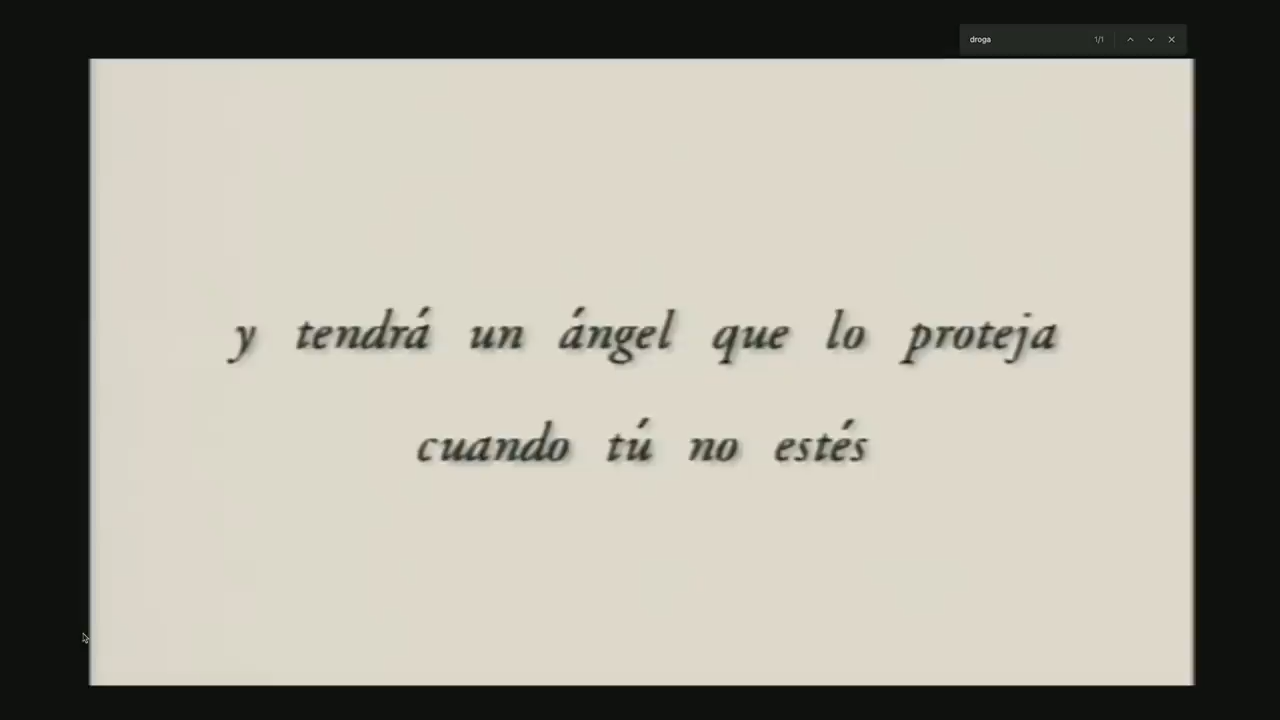 droga
1/1
y tendrá un ángel que lo proteja
cuando tú no estés